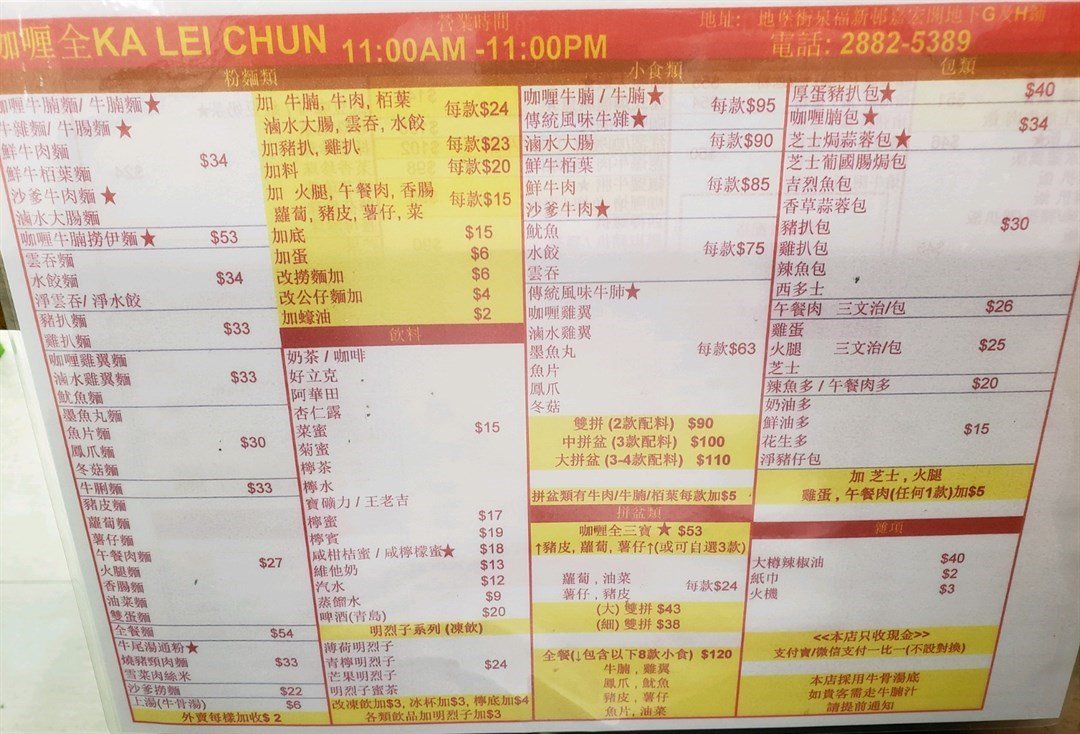 咖喱全KA LEI CHUN
營業時間
11:00AM -11:00PM
地址: 地堡街泉福新邨嘉宏閣地下G及H舖
電話: 2882-5389
粉麵類
咖喱牛腩麵/ 牛腩麵★
牛雜麵/ 牛腸麵 ★
鮮牛肉麵
鮮牛栢葉麵
沙爹牛肉麵 ★
滷水大腸麵
$34
咖喱牛腩撈伊麵★ $53
雲吞麵
水餃麵
淨雲吞/ 淨水餃
$34
豬扒麵
雞扒麵
$33
咖喱雞翼麵
滷水雞翼麵
魷魚麵
$33
墨魚丸麵
魚片麵
鳳爪麵
冬菇麵
$30
牛脷麵 $33
豬皮麵
蘿蔔麵
薯仔麵
午餐肉麵
火腿麵
香腸麵
油菜麵
雙蛋麵
$27
全餐麵 $54
牛尾湯通粉★
燒豬頸肉麵
雪菜肉絲米
$33
沙爹撈麵 $22
上湯(牛骨湯) $6
外賣每樣加收$ 2
加 牛腩, 牛肉, 栢葉
滷水大腸, 雲吞, 水餃
每款$24
加豬扒, 雞扒 每款$23
加料 每款$20
加 火腿, 午餐肉, 香腸
蘿蔔, 豬皮, 薯仔, 菜
每款$15
加底 $15
加蛋 $6
改撈麵加 $6
改公仔麵加 $4
加蠔油 $2
飲料
奶茶 / 咖啡
好立克
阿華田
杏仁露
菜蜜
菊蜜
檸茶
檸水
$15
寶礦力 / 王老吉
檸蜜 $17
檸賓 $19
咸柑桔蜜 / 咸檸檬蜜★ $18
維他奶 $13
汽水 $12
蒸餾水 $9
啤酒(青島) $20
明烈子系列 (凍飲)
薄荷明烈子
青檸明烈子
芒果明烈子
明烈子蜜茶
$24
改凍飲加$3, 冰杯加$3, 檸底加$4
各類飲品加明烈子加$3
小食類
咖喱牛腩 / 牛腩★
傳統風味牛雜★
每款$95
滷水大腸
鮮牛栢葉
每款$90
鮮牛肉
沙爹牛肉★
每款$85
魷魚
水餃
雲吞
每款$75
傳統風味牛肺★
咖喱雞翼
滷水雞翼
墨魚丸
魚片
鳳爪
冬菇
每款$63
雙拼 (2款配料) $90
中拼盆 (3款配料) $100
大拼盆 (3-4款配料) $110
拼盆類有牛肉/牛腩/栢葉每款加$5
拼盆類
咖喱全三寶 ★ $53
↑豬皮, 蘿蔔, 薯仔↑(或可自選3款)
蘿蔔 , 油菜
薯仔 , 豬皮
每款$24
(大) 雙拼 $43
(細) 雙拼 $38
全餐(↓包含以下8款小食) $120
牛腩 , 雞翼
鳳爪 , 魷魚
豬皮 , 薯仔
魚片 , 油菜
包類
厚蛋豬扒包★ $40
咖喱腩包★
芝士焗蒜蓉包★
$34
芝士葡國腸焗包
吉烈魚包
香草蒜蓉包
豬扒包
雞扒包
辣魚包
西多士
$30
午餐肉 三文治/包 $26
雞蛋
火腿 三文治/包
芝士
$25
辣魚多 / 午餐肉多 $20
奶油多
鮮油多
花生多
淨豬仔包
$15
加 芝士 , 火腿
雞蛋 , 午餐肉(任何1款)加$5
雜項
大樽辣椒油 $40
紙巾 $2
火機 $3
<<本店只收現金>>
支付寶/微信支付一比一(不設對換)
本店採用牛骨湯底
如貴客需走牛腩汁
請提前通知